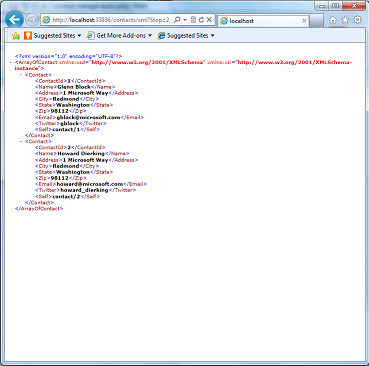 http://localhost:33936/contacts/xml?$top=2
localhost
Suggested Sites
Get More Add-ons
Suggested Sites
<?xml version="1.0" encoding="UTF-8"?>
- <ArrayOfContact xmlns:xsd="http://www.w3.org/2001/XMLSchema" xmlns:xsi="http://www.w3.org/2001/XMLSchema-
instance">
- <Contact>
<ContactId>1</ContactId>
<Name>Glenn Block</Name>
<Address>1 Microsoft Way</Address>
<City>Redmond</City>
<State>Washington</State>
<Zip>98112</Zip>
<Email>gblock@microsoft.com</Email>
<Twitter>gblock</Twitter>
<Self>contact/1</Self>
</Contact>
- <Contact>
<ContactId>2</ContactId>
<Name>Howard Dierking</Name>
<Address>1 Microsoft Way</Address>
<City>Redmond</City>
<State>Washington</State>
<Zip>98112</Zip>
<Email>howard@microsoft.com</Email>
<Twitter>howard_dierking</Twitter>
<Self>contact/2</Self>
</Contact>
</ArrayOfContact>